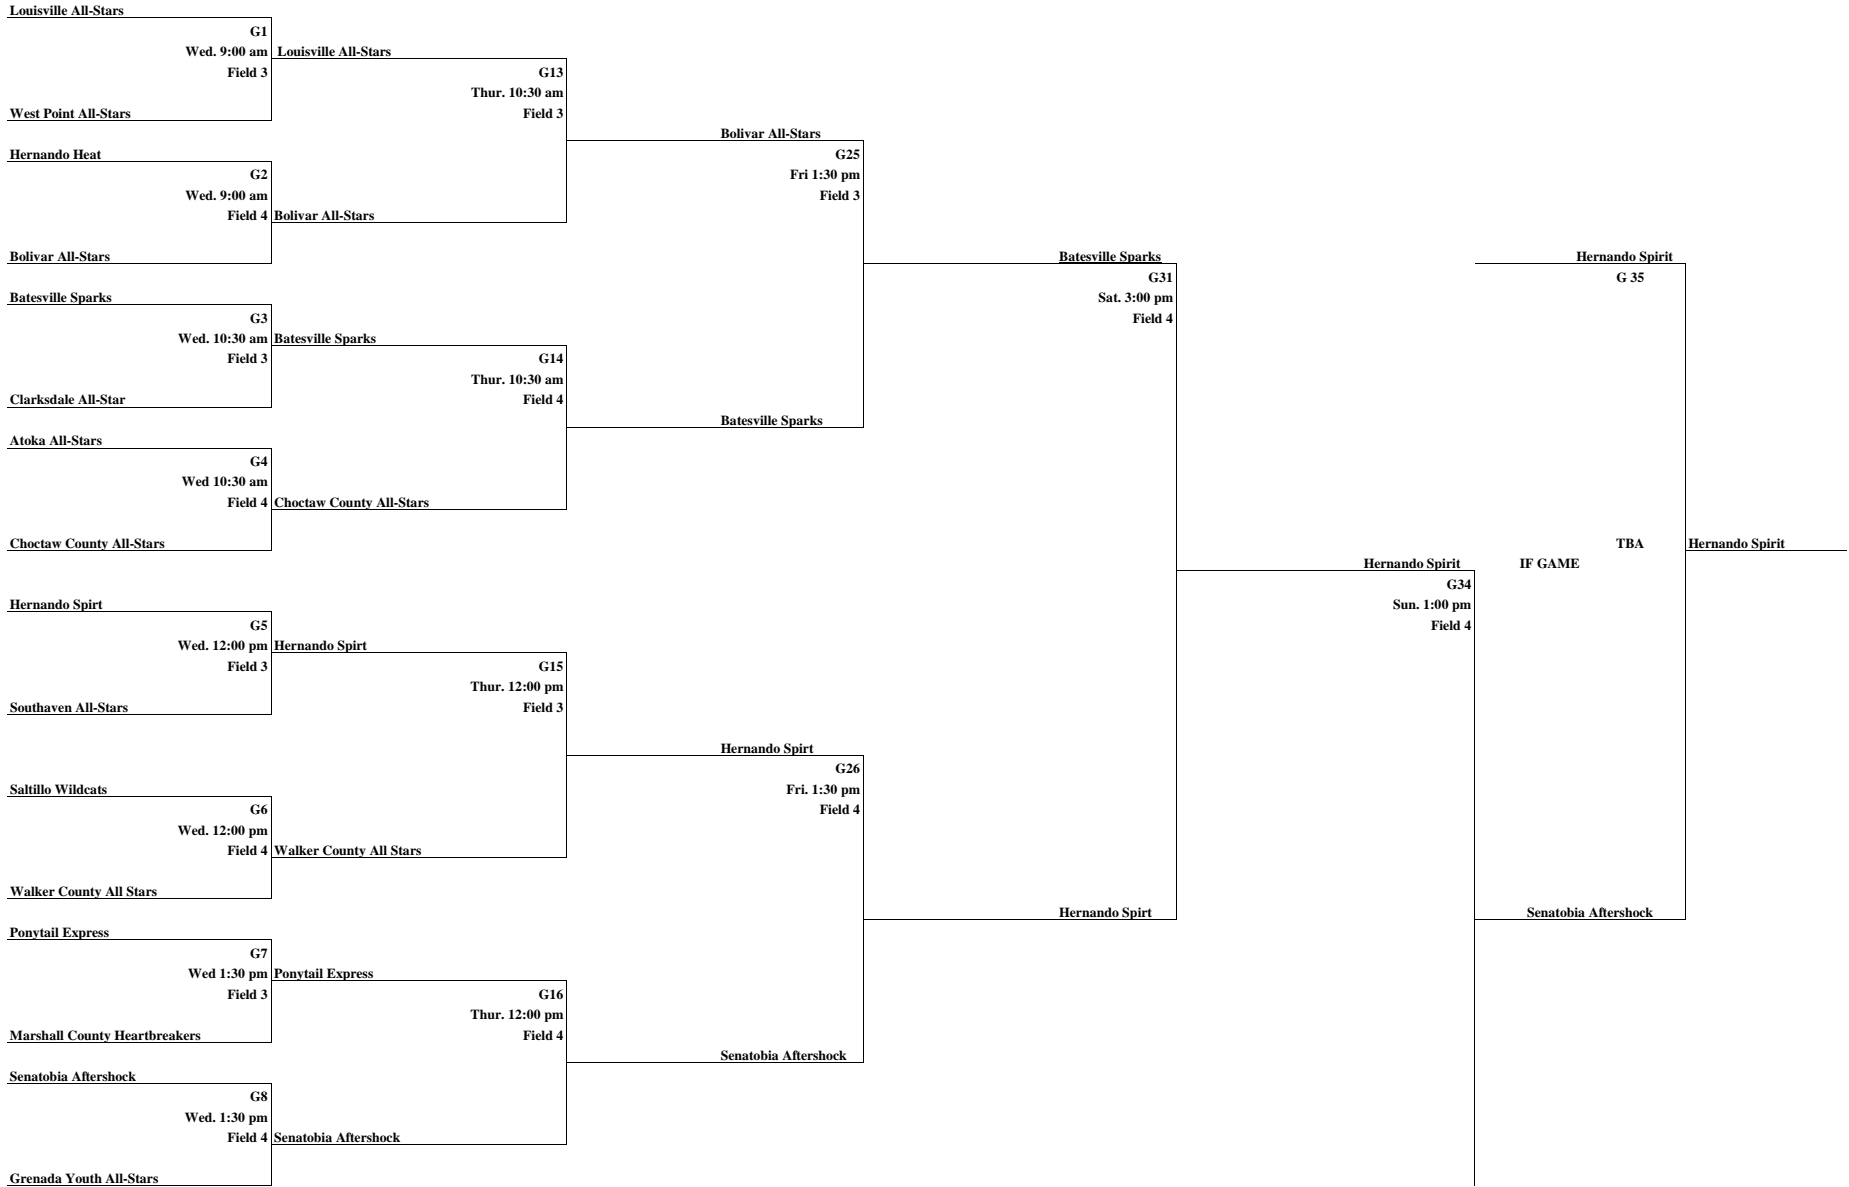 Louisville All-Stars
G1
Wed. 9:00 am Louisville All-Stars
Field 3 G13
Thur. 10:30 am
West Point All-Stars Field 3
Bolivar All-Stars
Hernando Heat G25
G2 Fri 1:30 pm
Wed. 9:00 am Field 3
Field 4 Bolivar All-Stars
Bolivar All-Stars Batesville Sparks Hernando Spirit
G31 G 35
Batesville Sparks Sat. 3:00 pm
G3 Field 4
Wed. 10:30 am Batesville Sparks
Field 3 G14
Thur. 10:30 am
Clarksdale All-Star Field 4
Batesville Sparks
Atoka All-Stars
G4
Wed 10:30 am
Field 4 Choctaw County All-Stars
Choctaw County All-Stars TBA Hernando Spirit
Hernando Spirit IF GAME
G34
Hernando Spirt Sun. 1:00 pm
G5 Field 4
Wed. 12:00 pm Hernando Spirt
Field 3 G15
Thur. 12:00 pm
Southaven All-Stars Field 3
Hernando Spirt
G26
Saltillo Wildcats Fri. 1:30 pm
G6 Field 4
Wed. 12:00 pm
Field 4 Walker County All Stars
Walker County All Stars
Hernando Spirt Senatobia Aftershock
Ponytail Express
G7
Wed 1:30 pm Ponytail Express
Field 3 G16
Thur. 12:00 pm
Marshall County Heartbreakers Field 4
Senatobia Aftershock
Senatobia Aftershock
G8
Wed. 1:30 pm
Field 4 Senatobia Aftershock
Grenada Youth All-Stars